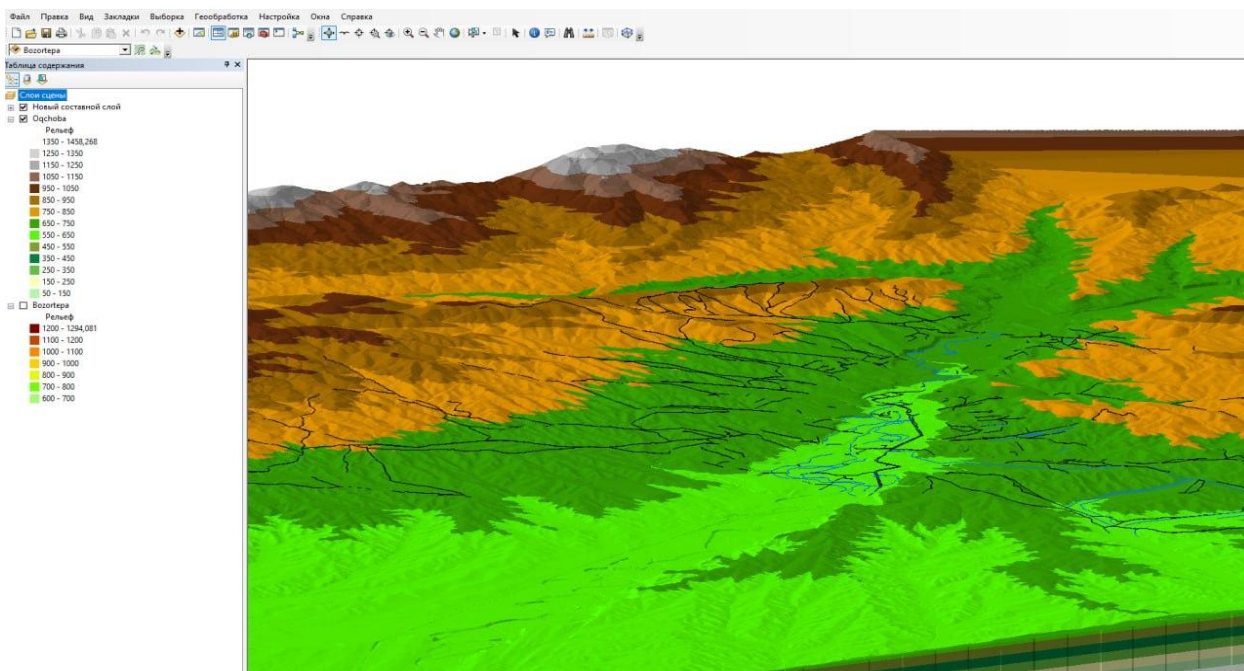 Файл Правка Вид Закладки Выборка Геообработка Настройка Окна Справка
Bozortepa
Таблица содержания
Слои сцены
Новый составной слой
Oqchoba
Рельеф
1350 - 1458,268
1250 - 1350
1150 - 1250
1050 - 1150
950 - 1050
850 - 950
750 - 850
650 - 750
550 - 650
450 - 550
350 - 450
250 - 350
150 - 250
50 - 150
Bozortepa
Рельеф
1200 - 1294,081
1100 - 1200
1000 - 1100
900 - 1000
800 - 900
700 - 800
600 - 700